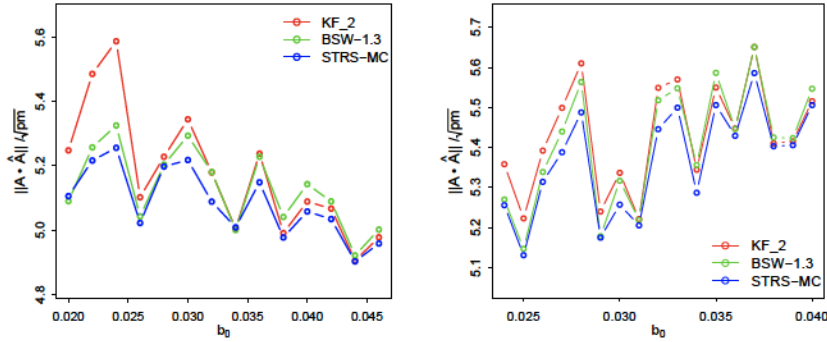 ||A • Â|| /√pm
5.6
5.4
5.2
5.0
4.8
KF_2
BSW−1.3
STRS−MC
0.020
0.025
0.030
0.035
0.040
0.045
b₀
||A • Â|| /√pm
5.7
5.6
5.5
5.4
5.3
5.2
5.1
KF_2
BSW−1.3
STRS−MC
0.025
0.030
0.035
0.040
b₀